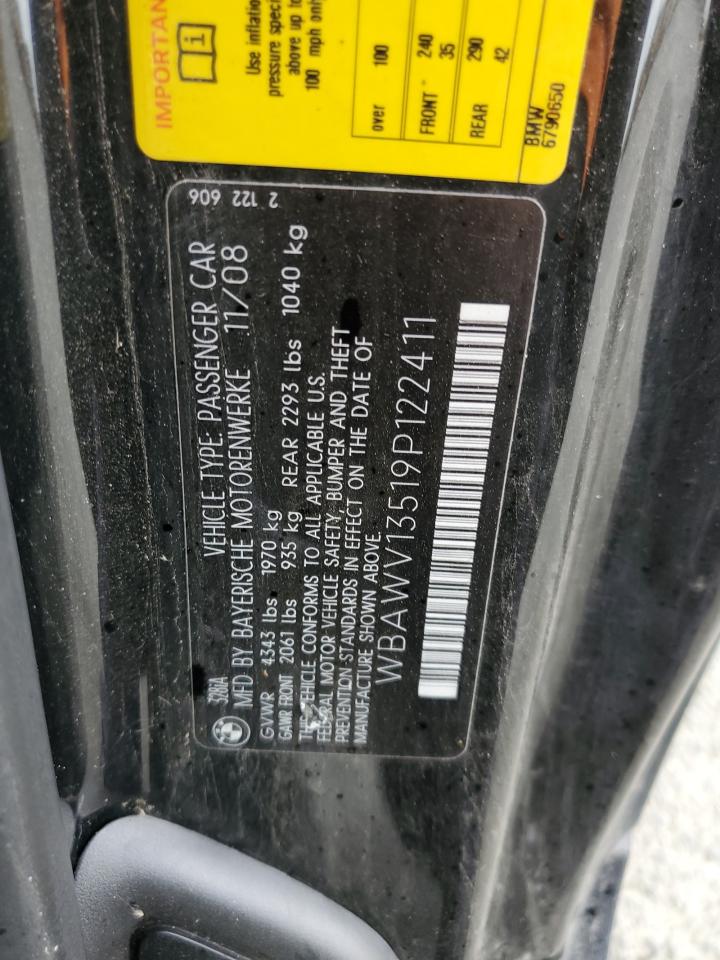 IMPORTAN
Use inflatio
pressure speci
above up to
100 mph only
over 100
FRONT 240
35
REAR 290
42
BMW
6790650
2 122 606
328iA
VEHICLE TYPE: PASSENGER CAR
MFD BY BAYERISCHE MOTORENWERKE 11/08
GVWR 4343 lbs 1970 kg
GAWR FRONT 2061 lbs 935 kg REAR 2293 lbs 1040 kg
THIS VEHICLE CONFORMS TO ALL APPLICABLE U.S.
FEDERAL MOTOR VEHICLE SAFETY, BUMPER AND THEFT
PREVENTION STANDARDS IN EFFECT ON THE DATE OF
MANUFACTURE SHOWN ABOVE.
WBAWV13519P122411